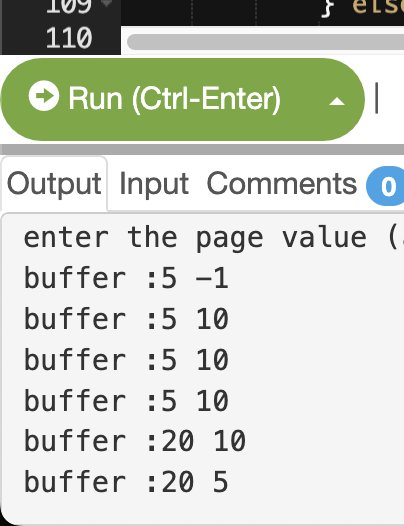 109 } else
110
Run (Ctrl-Enter) |
Output Input Comments 0
enter the page value (
buffer :5 -1
buffer :5 10
buffer :5 10
buffer :5 10
buffer :20 10
buffer :20 5